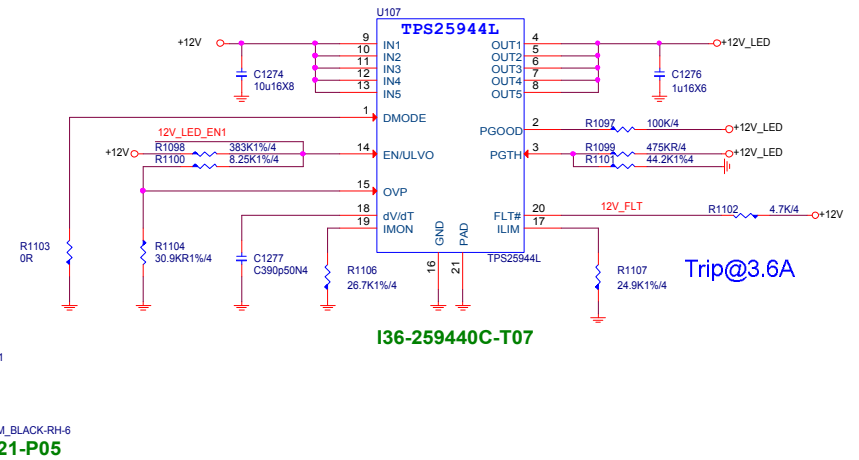 U107
TPS25944L
+12V
9
IN1
10
IN2
11
IN3
12
IN4
13
IN5
OUT1
4
OUT2
5
OUT3
6
OUT4
7
OUT5
8
+12V_LED
C1274
10u16X8
C1276
1u16X6
1
DMODE
PGOOD
2
R1097
100K/4
+12V_LED
12V_LED_EN1
+12V
R1098
383K1%/4
R1100
8.25K1%/4
14
EN/ULVO
PGTH
3
R1099
475KR/4
+12V_LED
R1101
44.2K1%4
15
OVP
18
dV/dT
19
IMON
FLT#
20
ILIM
17
12V_FLT
R1102
4.7K/4
+12V
GND
PAD
16
21
TPS25944L
R1103
0R
R1104
30.9KR1%/4
C1277
C390p50N4
R1106
26.7K1%/4
R1107
24.9K1%/4
Trip@3.6A
I36-259440C-T07
1
M_BLACK-RH-6
21-P05